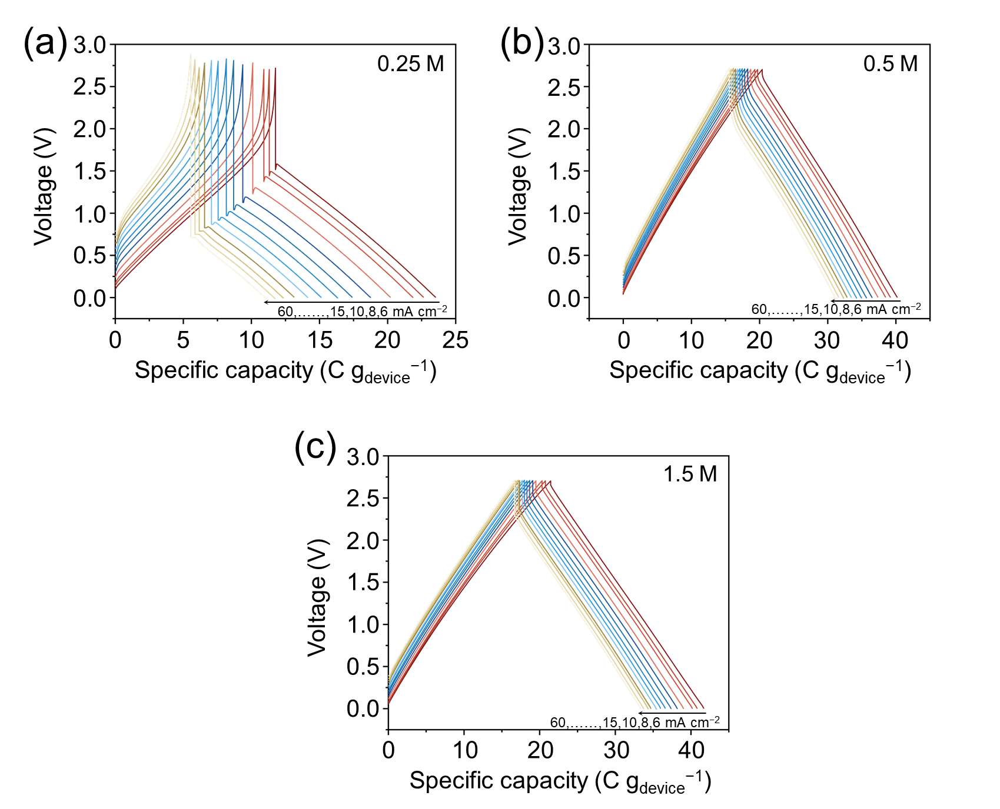 (a)
3.0
2.5
2.0
1.5
1.0
0.5
0.0
Voltage (V)
0.25 M
60,......,15,10,8,6 mA cm⁻²
0 5 10 15 20 25
Specific capacity (C g_device⁻¹)
(b)
3.0
2.5
2.0
1.5
1.0
0.5
0.0
Voltage (V)
0.5 M
60,......,15,10,8,6 mA cm⁻²
0 10 20 30 40
Specific capacity (C g_device⁻¹)
(c)
3.0
2.5
2.0
1.5
1.0
0.5
0.0
Voltage (V)
1.5 M
60,......,15,10,8,6 mA cm⁻²
0 10 20 30 40
Specific capacity (C g_device⁻¹)